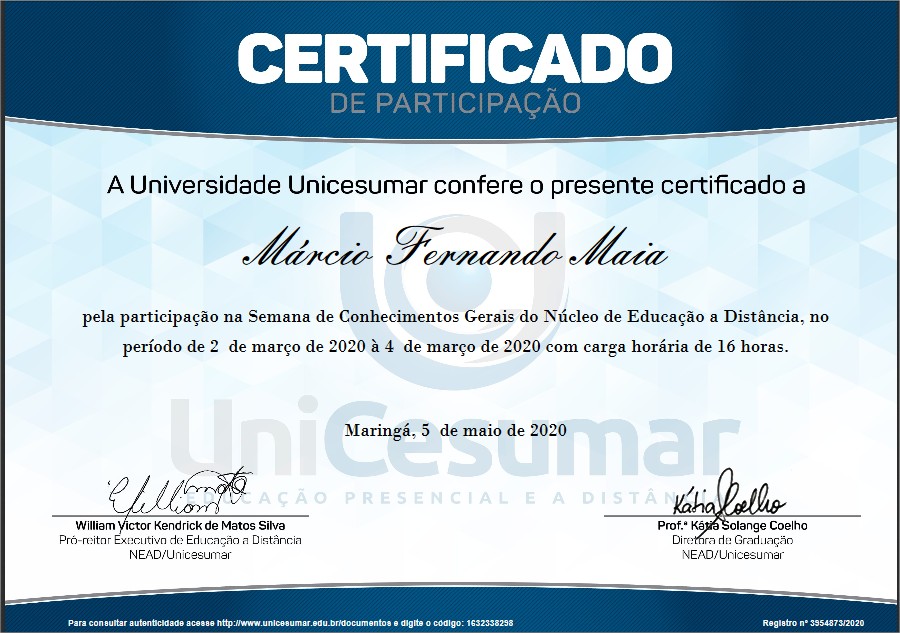 CERTIFICADO
DE PARTICIPAÇÃO
A Universidade Unicesumar confere o presente certificado a
Márcio Fernando Maia
pela participação na Semana de Conhecimentos Gerais do Núcleo de Educação a Distância, no
período de 2 de março de 2020 à 4 de março de 2020 com carga horária de 16 horas.
UniCesumar
EDUCAÇÃO PRESENCIAL E A DISTÂNCIA
Maringá, 5 de maio de 2020
Kátia Coelho
William Victor Kendrick de Matos Silva
Pró-reitor Executivo de Educação a Distância
NEAD/Unicesumar
Prof.ª Kátia Solange Coelho
Diretora de Graduação
NEAD/Unicesumar
Para consultar autenticidade acesse http://www.unicesumar.edu.br/documentos e digite o código: 1632338298
Registro nº 3954873/2020